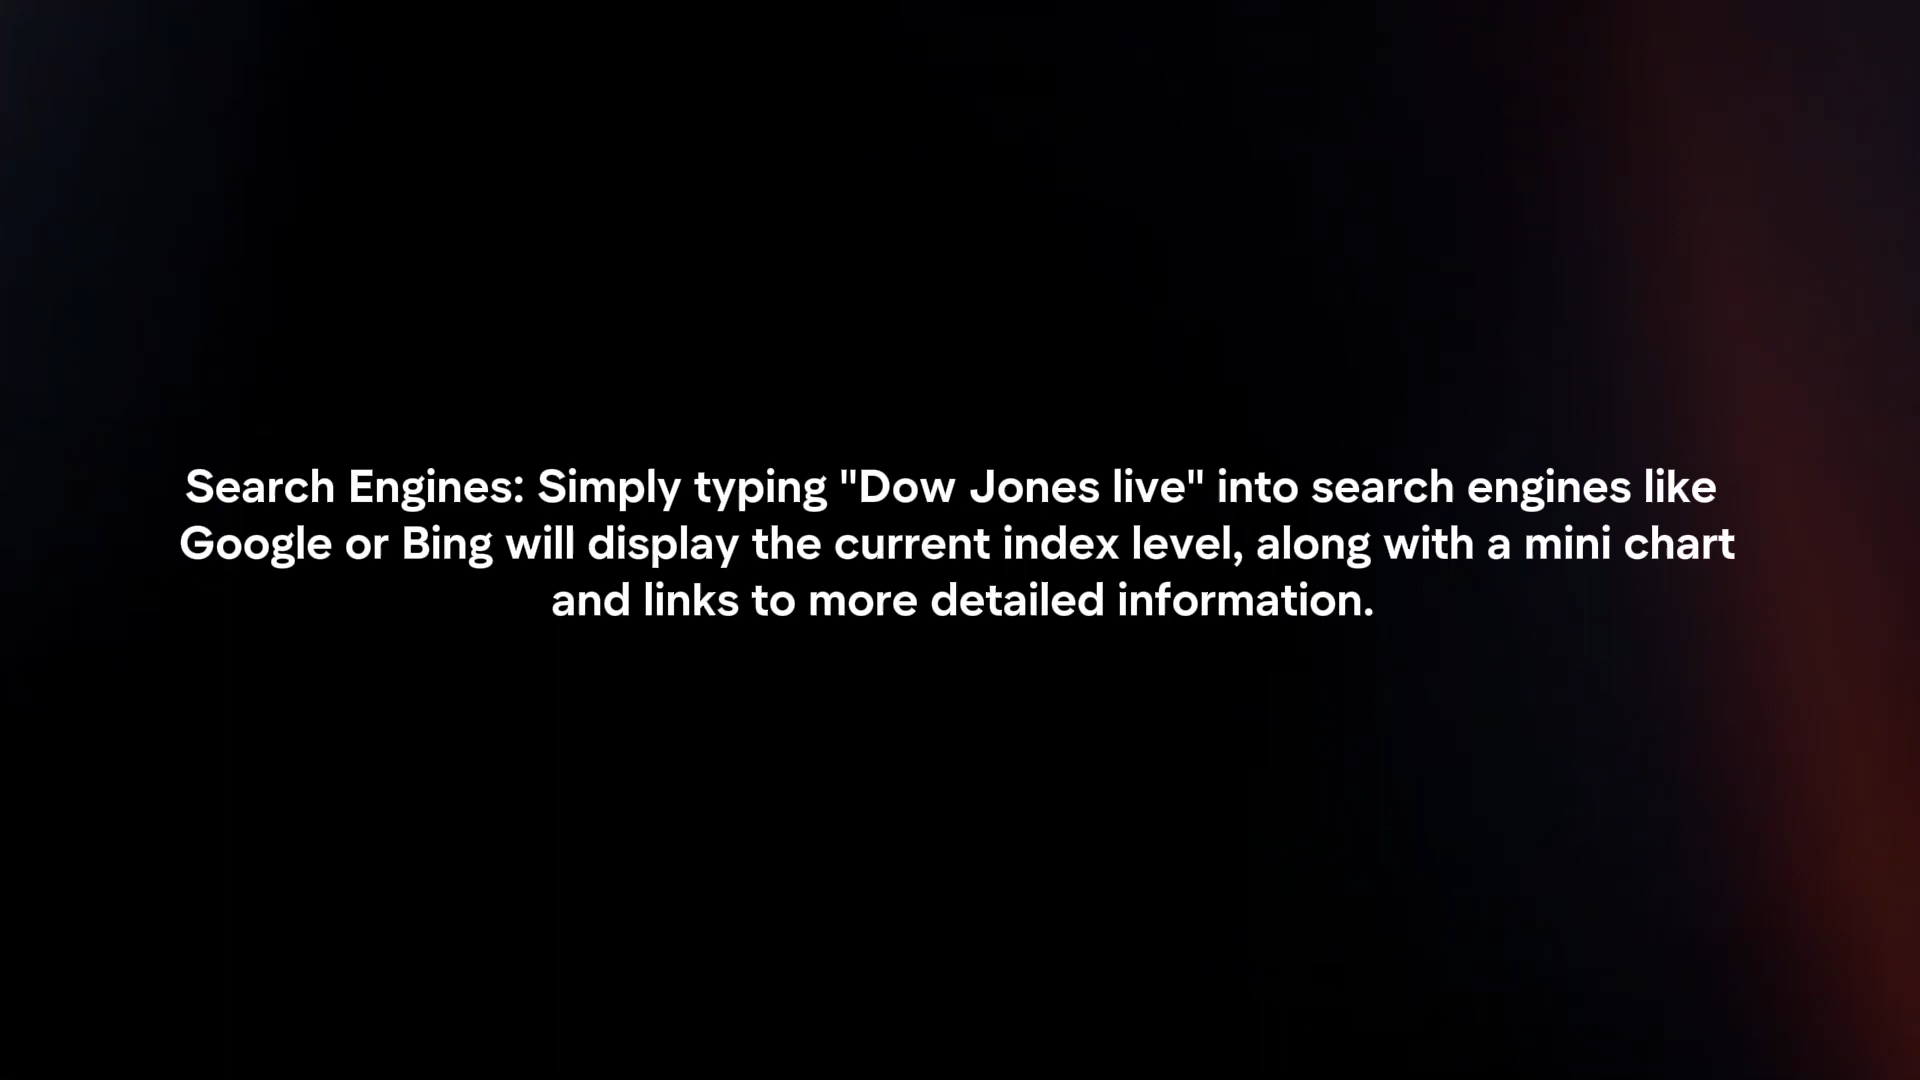 Search Engines: Simply typing "Dow Jones live" into search engines like
Google or Bing will display the current index level, along with a mini chart
and links to more detailed information.